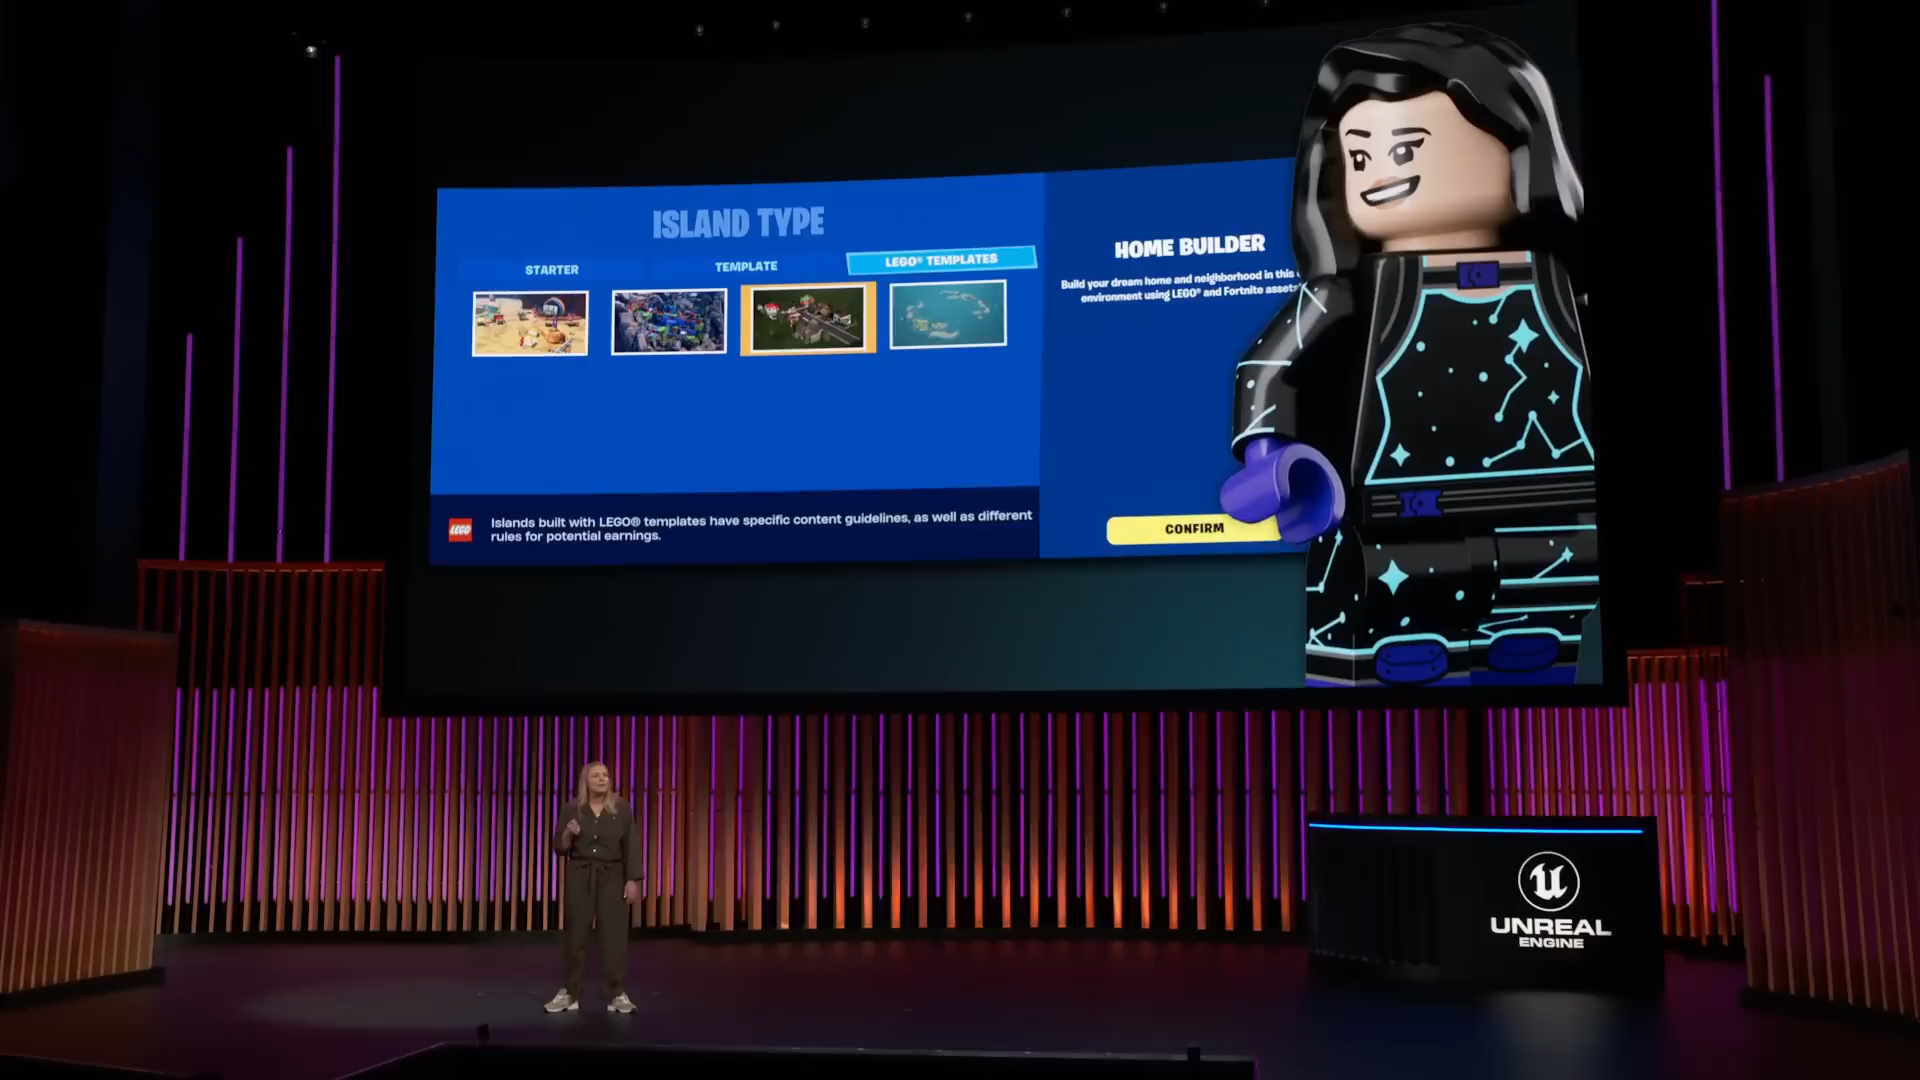 ISLAND TYPE
STARTER
TEMPLATE
LEGO® TEMPLATES
HOME BUILDER
Build your dream home and neighborhood in this
environment using LEGO® and Fortnite assets
LEGO
Islands built with LEGO® templates have specific content guidelines, as well as different
rules for potential earnings.
CONFIRM
UNREAL
ENGINE